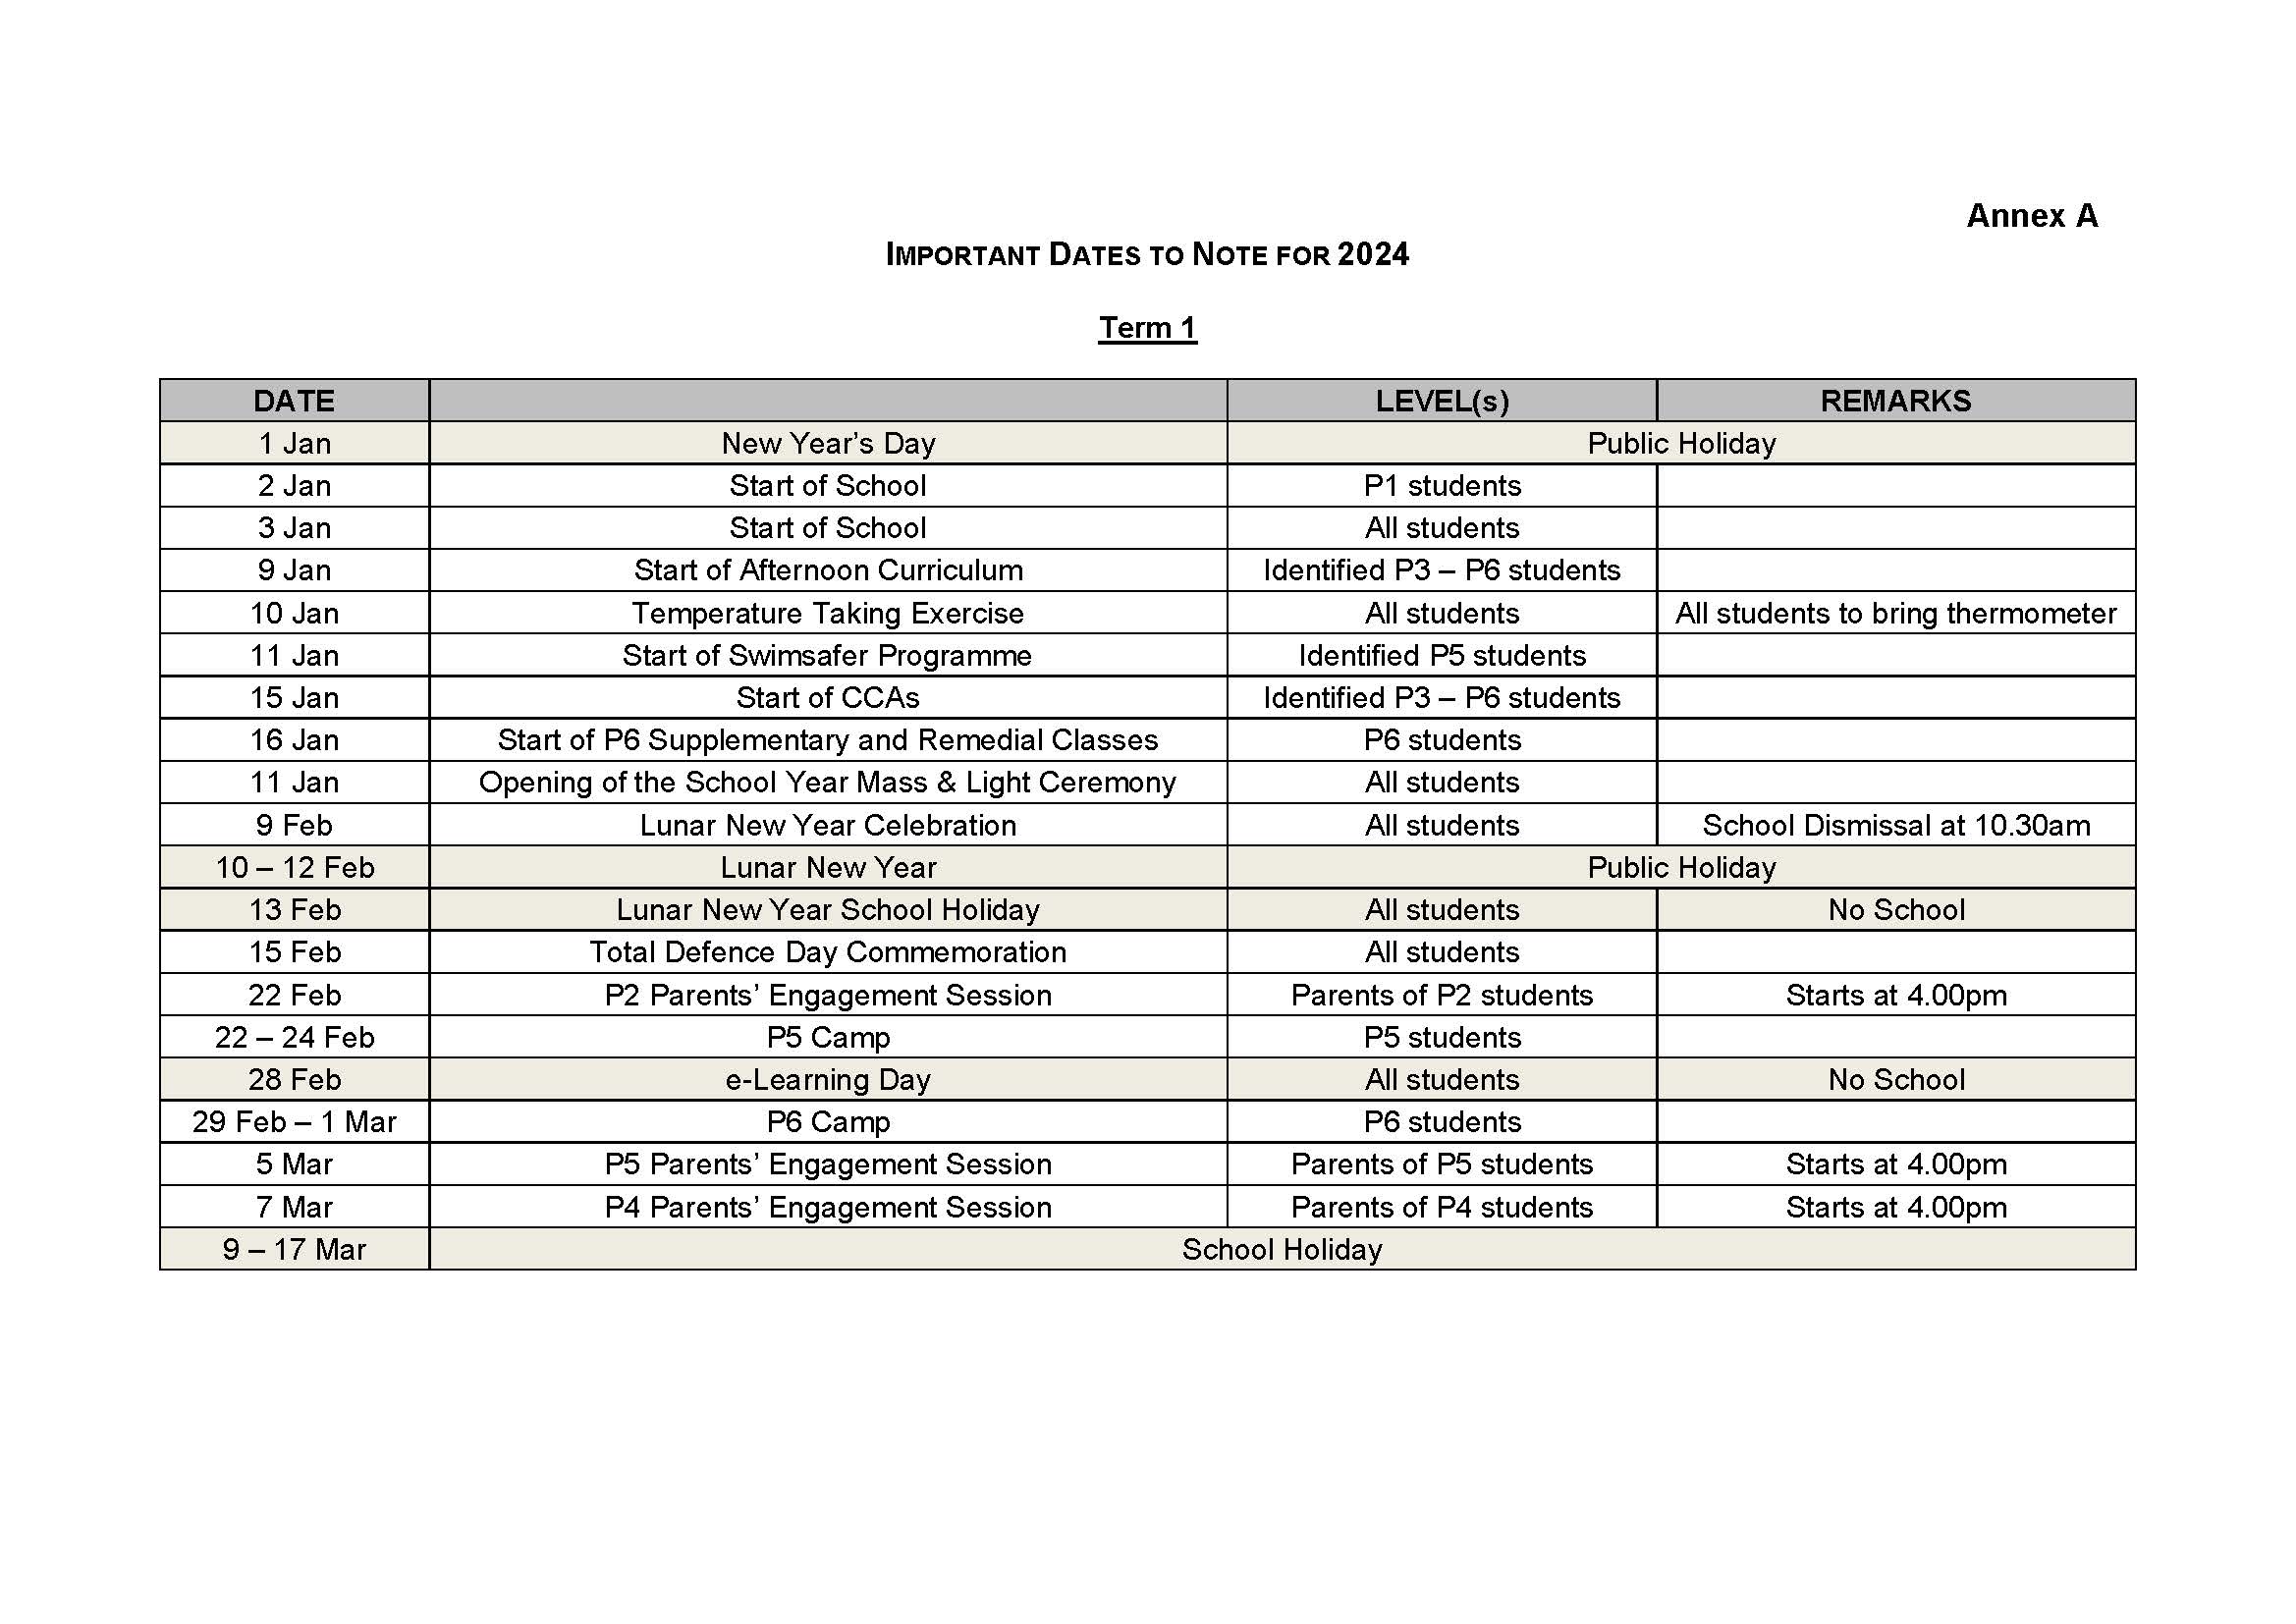 Annex A
IMPORTANT DATES TO NOTE FOR 2024
Term 1
DATE LEVEL(s) REMARKS
1 Jan New Year’s Day Public Holiday
2 Jan Start of School P1 students
3 Jan Start of School All students
9 Jan Start of Afternoon Curriculum Identified P3 – P6 students
10 Jan Temperature Taking Exercise All students All students to bring thermometer
11 Jan Start of Swimsafer Programme Identified P5 students
15 Jan Start of CCAs Identified P3 – P6 students
16 Jan Start of P6 Supplementary and Remedial Classes P6 students
11 Jan Opening of the School Year Mass & Light Ceremony All students
9 Feb Lunar New Year Celebration All students School Dismissal at 10.30am
10 – 12 Feb Lunar New Year Public Holiday
13 Feb Lunar New Year School Holiday All students No School
15 Feb Total Defence Day Commemoration All students
22 Feb P2 Parents’ Engagement Session Parents of P2 students Starts at 4.00pm
22 – 24 Feb P5 Camp P5 students
28 Feb e-Learning Day All students No School
29 Feb – 1 Mar P6 Camp P6 students
5 Mar P5 Parents’ Engagement Session Parents of P5 students Starts at 4.00pm
7 Mar P4 Parents’ Engagement Session Parents of P4 students Starts at 4.00pm
9 – 17 Mar School Holiday